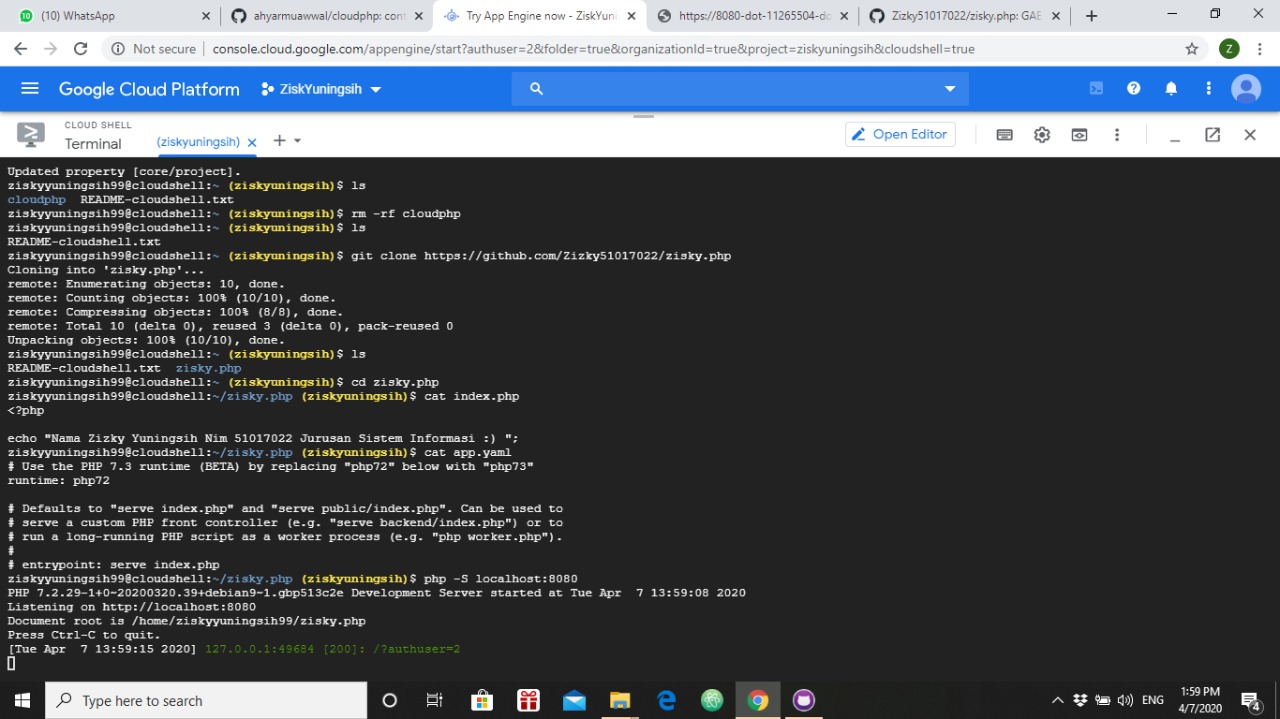 (10) WhatsApp
ahyarmuawwal/cloudphp: cont
Try App Engine now - ZiskYunin
https://8080-dot-11265504-do
Zizky51017022/zisky.php: GAE
Not secure
console.cloud.google.com/appengine/start?authuser=2&folder=true&organizationId=true&project=ziskyuningsih&cloudshell=true
Z
Google Cloud Platform
ZiskYuningsih
CLOUD SHELL
Terminal
(ziskyuningsih)
Open Editor
Updated property [core/project].
ziskyyuningsih99@cloudshell:~ (ziskyuningsih)$ ls
cloudphp  README-cloudshell.txt
ziskyyuningsih99@cloudshell:~ (ziskyuningsih)$ rm -rf cloudphp
ziskyyuningsih99@cloudshell:~ (ziskyuningsih)$ ls
README-cloudshell.txt
ziskyyuningsih99@cloudshell:~ (ziskyuningsih)$ git clone https://github.com/Zizky51017022/zisky.php
Cloning into 'zisky.php'...
remote: Enumerating objects: 10, done.
remote: Counting objects: 100% (10/10), done.
remote: Compressing objects: 100% (8/8), done.
remote: Total 10 (delta 0), reused 3 (delta 0), pack-reused 0
Unpacking objects: 100% (10/10), done.
ziskyyuningsih99@cloudshell:~ (ziskyuningsih)$ ls
README-cloudshell.txt  zisky.php
ziskyyuningsih99@cloudshell:~ (ziskyuningsih)$ cd zisky.php
ziskyyuningsih99@cloudshell:~/zisky.php (ziskyuningsih)$ cat index.php
<?php
echo "Nama Zizky Yuningsih Nim 51017022 Jurusan Sistem Informasi :) ";
ziskyyuningsih99@cloudshell:~/zisky.php (ziskyuningsih)$ cat app.yaml
# Use the PHP 7.3 runtime (BETA) by replacing "php72" below with "php73"
runtime: php72
# Defaults to "serve index.php" and "serve public/index.php". Can be used to
# serve a custom PHP front controller (e.g. "serve backend/index.php") or to
# run a long-running PHP script as a worker process (e.g. "php worker.php").
#
# entrypoint: serve index.php
ziskyyuningsih99@cloudshell:~/zisky.php (ziskyuningsih)$ php -S localhost:8080
PHP 7.2.29-1+0~20200320.39+debian9~1.gbp513c2e Development Server started at Tue Apr  7 13:59:08 2020
Listening on http://localhost:8080
Document root is /home/ziskyyuningsih99/zisky.php
Press Ctrl-C to quit.
[Tue Apr  7 13:59:15 2020] 127.0.0.1:49684 [200]: /?authuser=2
Type here to search
ENG
1:59 PM
4/7/2020
4